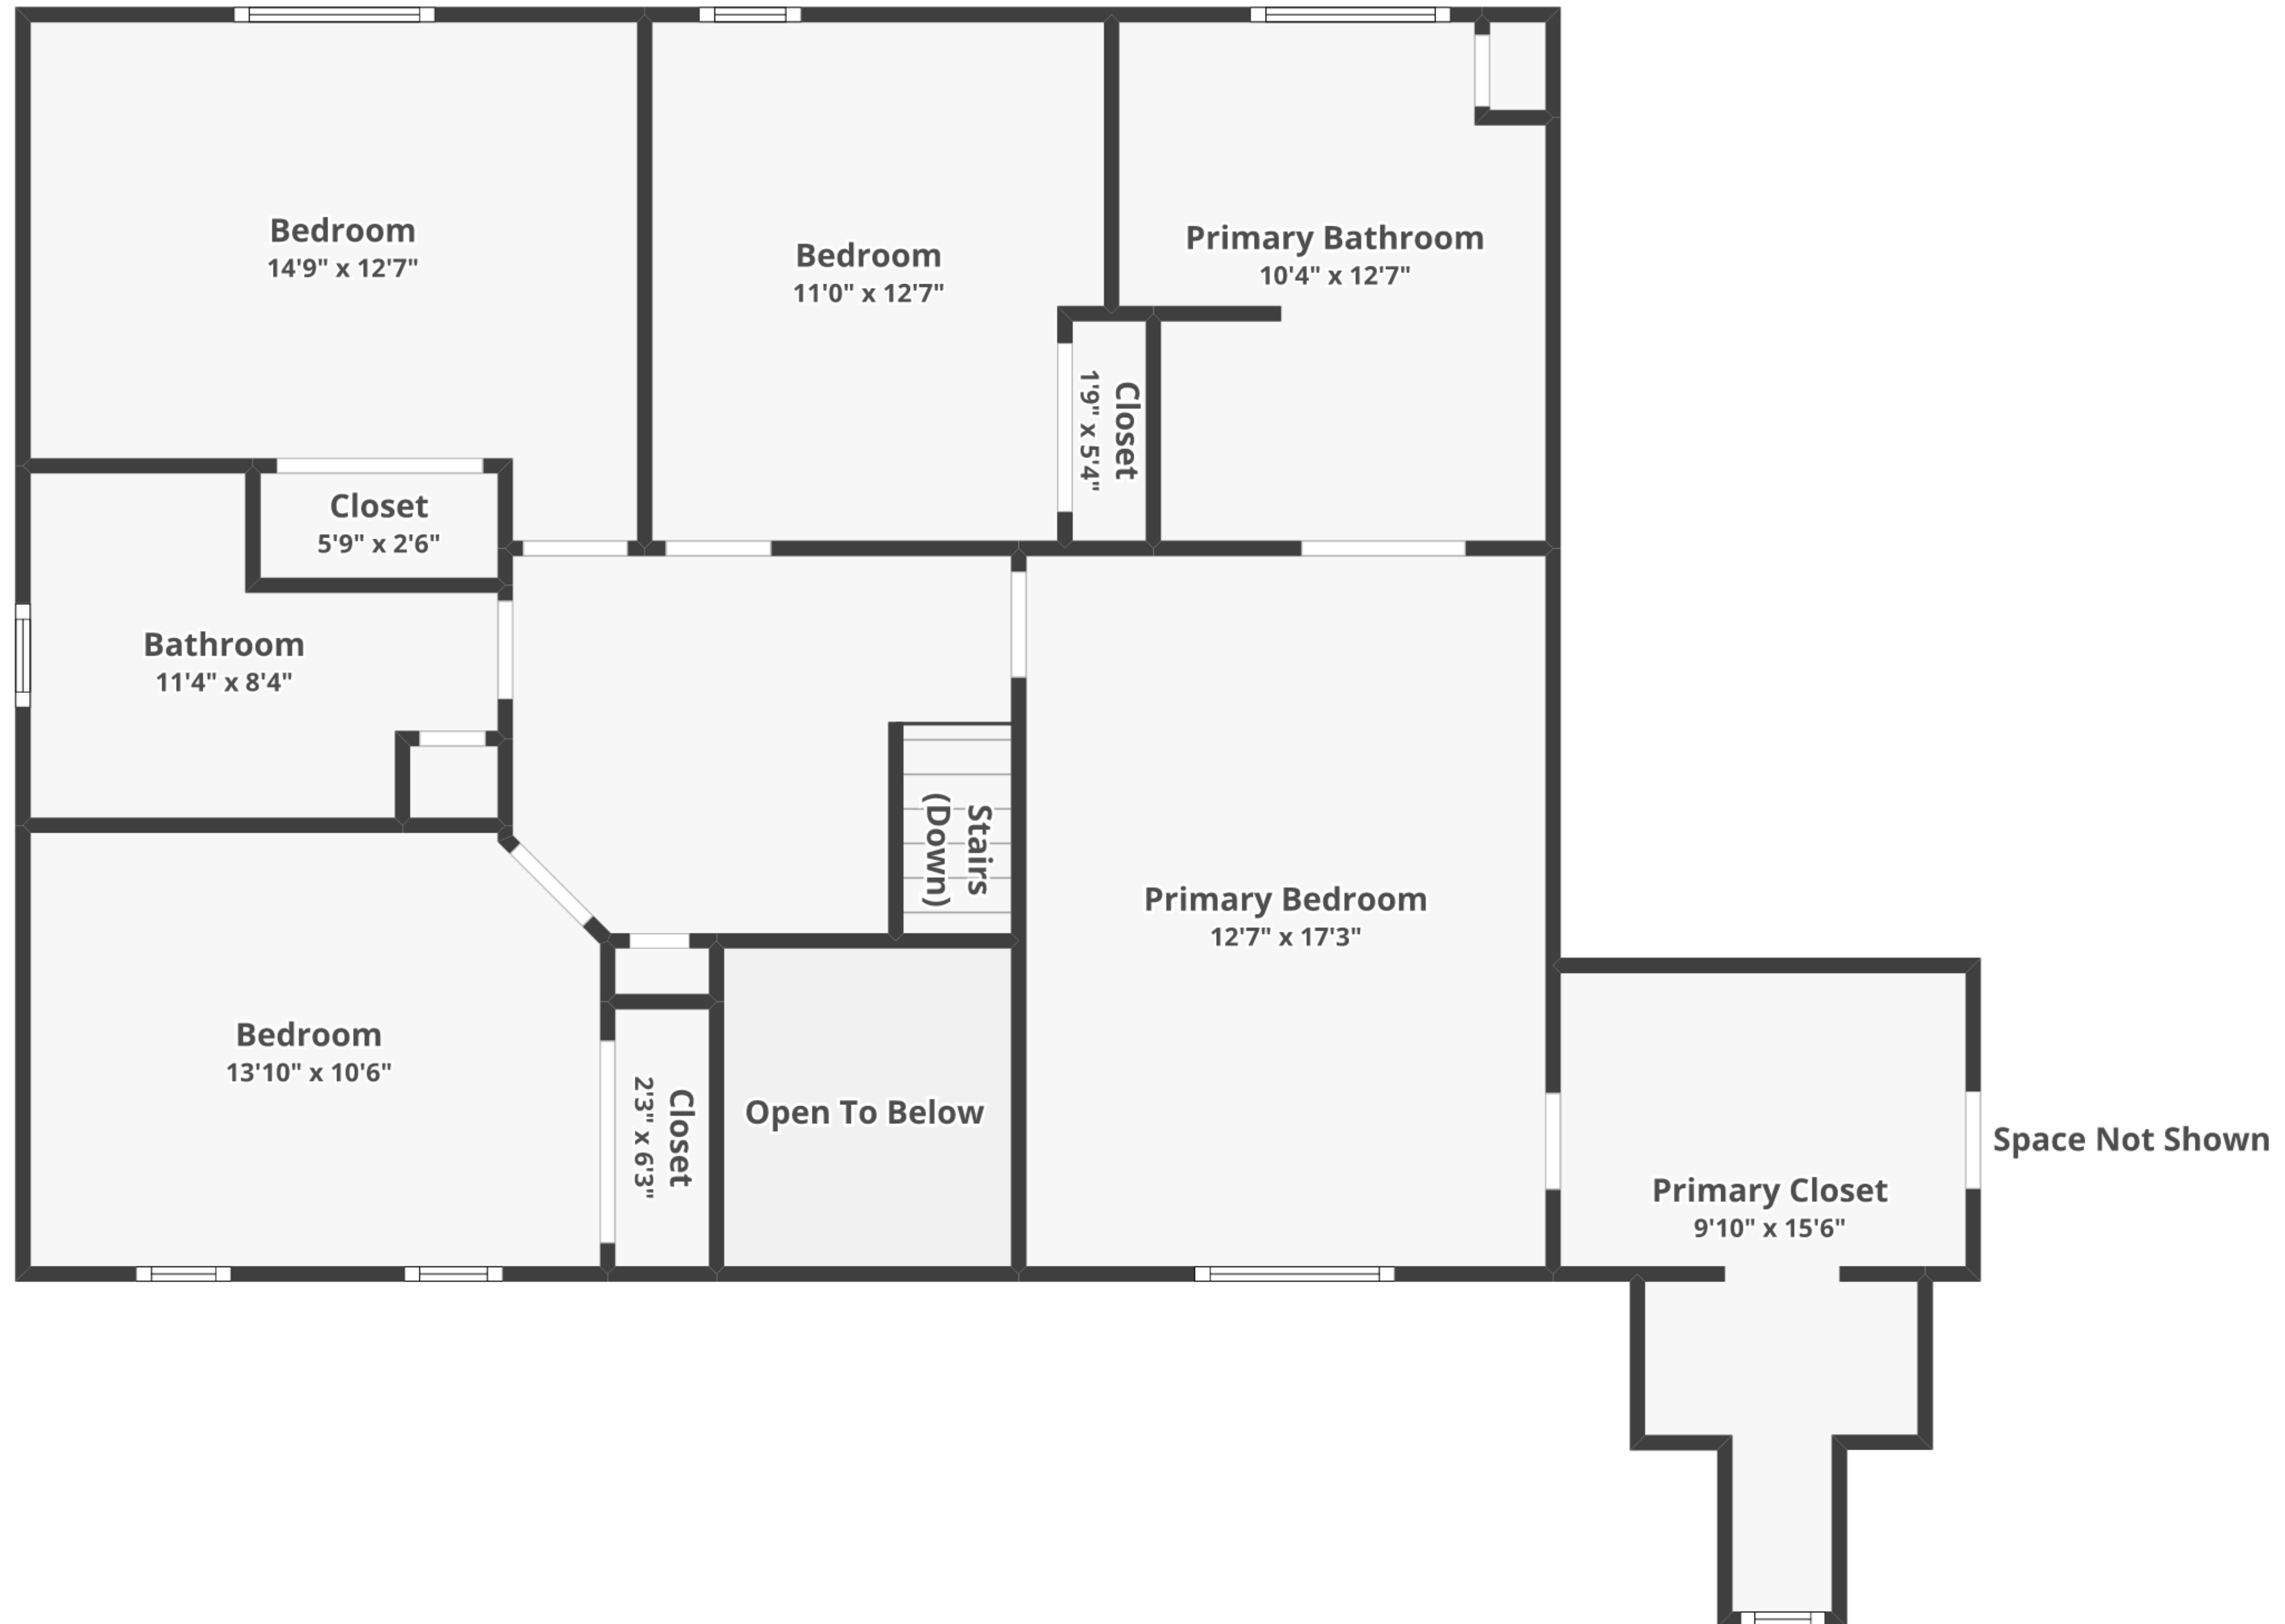 Bedroom
14'9" x 12'7"
Bedroom
11'0" x 12'7"
Primary Bathroom
10'4" x 12'7"
Closet
1'9" x 5'4"
Closet
5'9" x 2'6"
Bathroom
11'4" x 8'4"
Stairs
(Down)
Primary Bedroom
12'7" x 17'3"
Bedroom
13'10" x 10'6"
Closet
2'3" x 6'3"
Open To Below
Space Not Shown
Primary Closet
9'10" x 15'6"